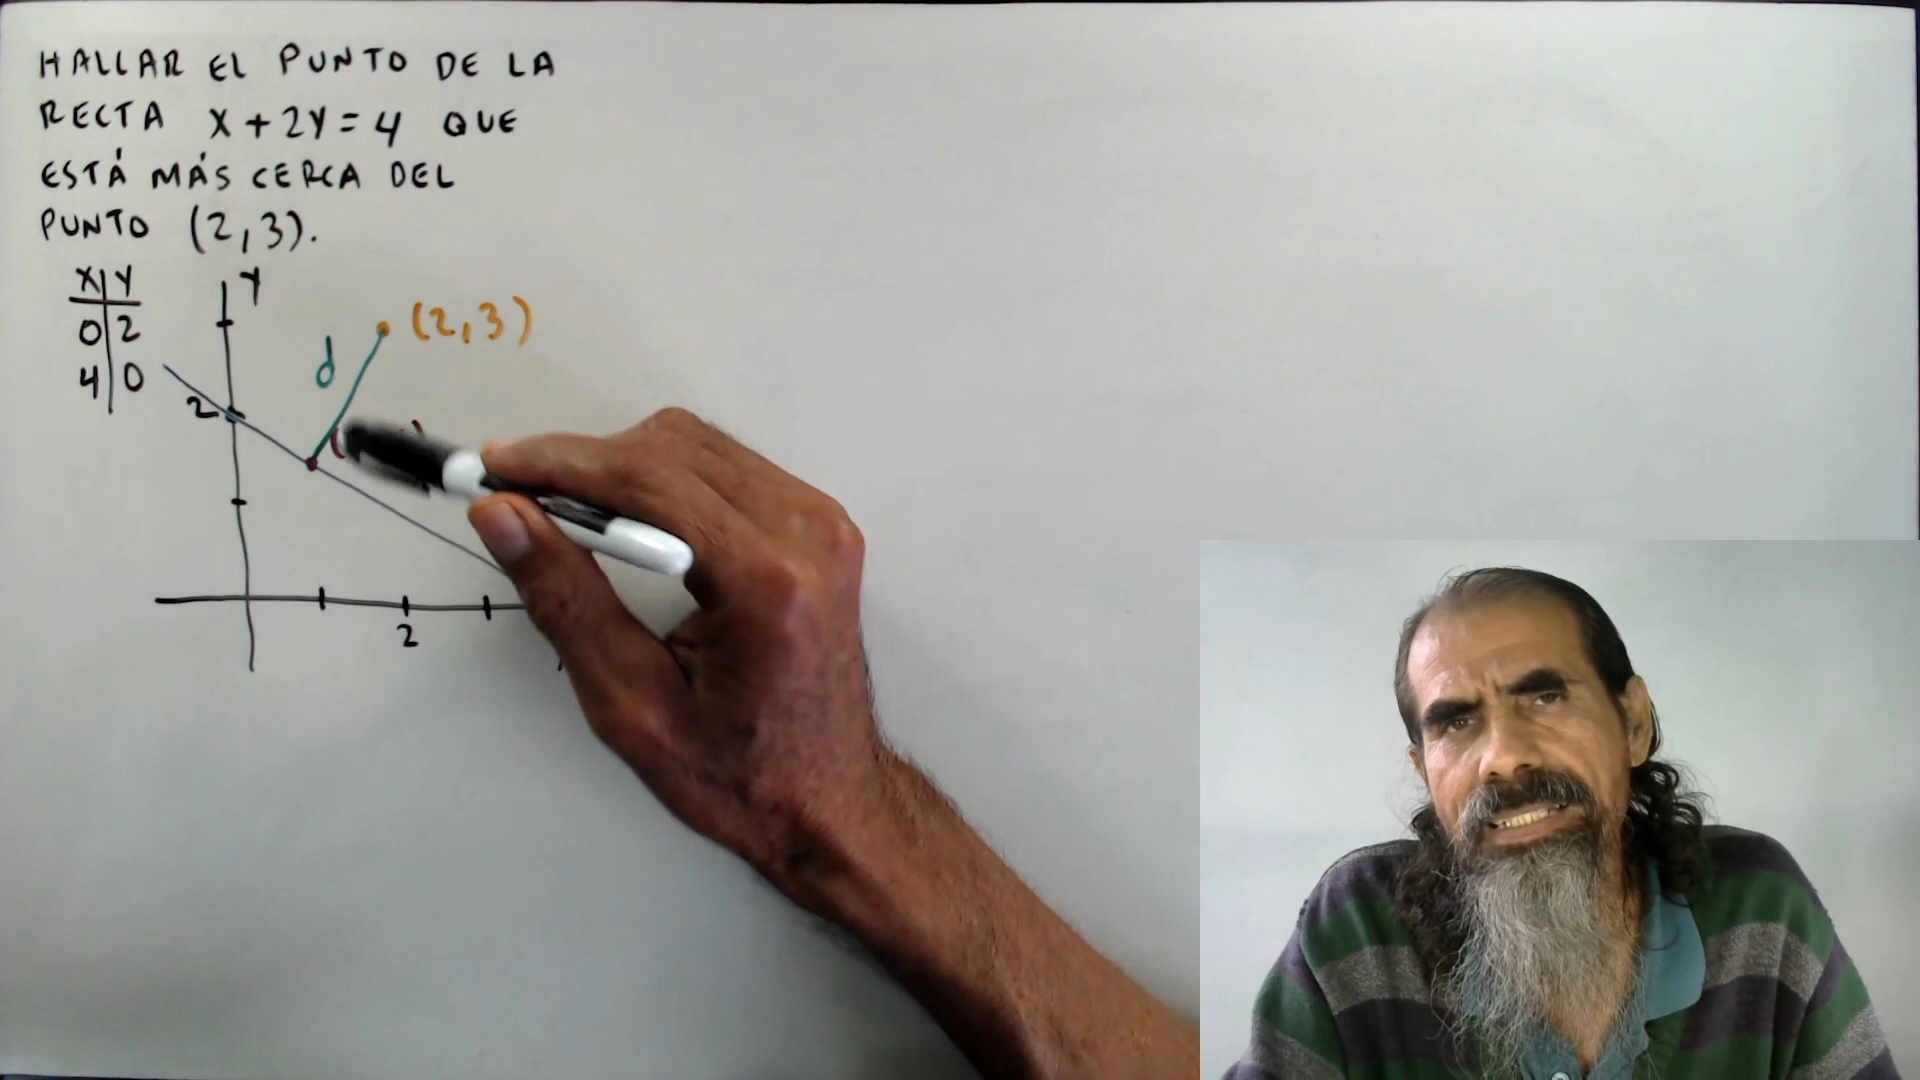 HALLAR EL PUNTO DE LA
RECTA X + 2Y = 4 QUE
ESTÁ MÁS CERCA DEL
PUNTO (2,3).
X Y
0 2
4 0
Y
(2,3)
d
2
2